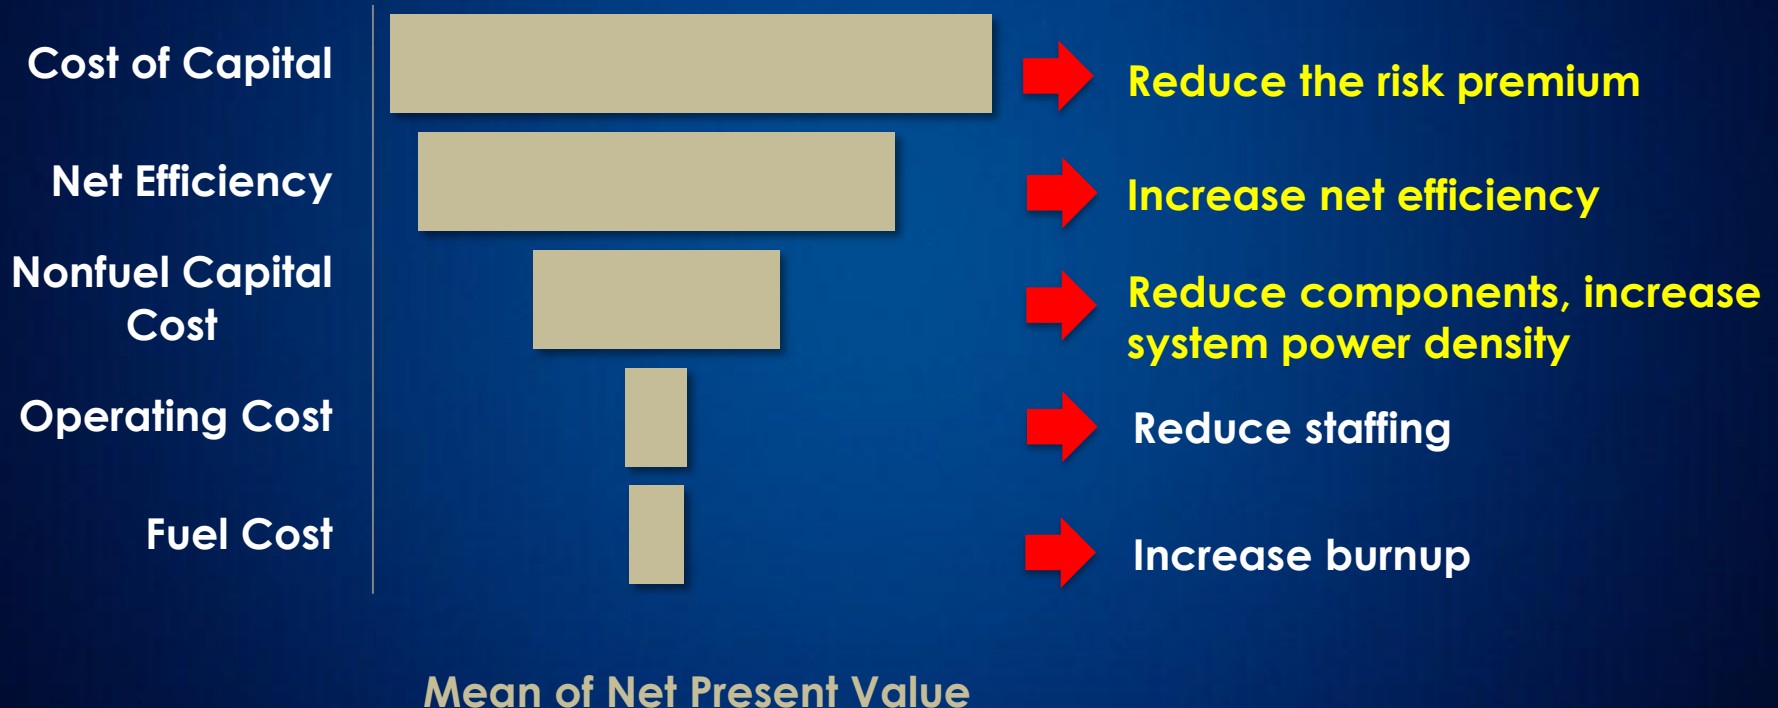 Cost of Capital
Reduce the risk premium
Net Efficiency
Increase net efficiency
Nonfuel Capital
Cost
Reduce components, increase
system power density
Operating Cost
Reduce staffing
Fuel Cost
Increase burnup
Mean of Net Present Value